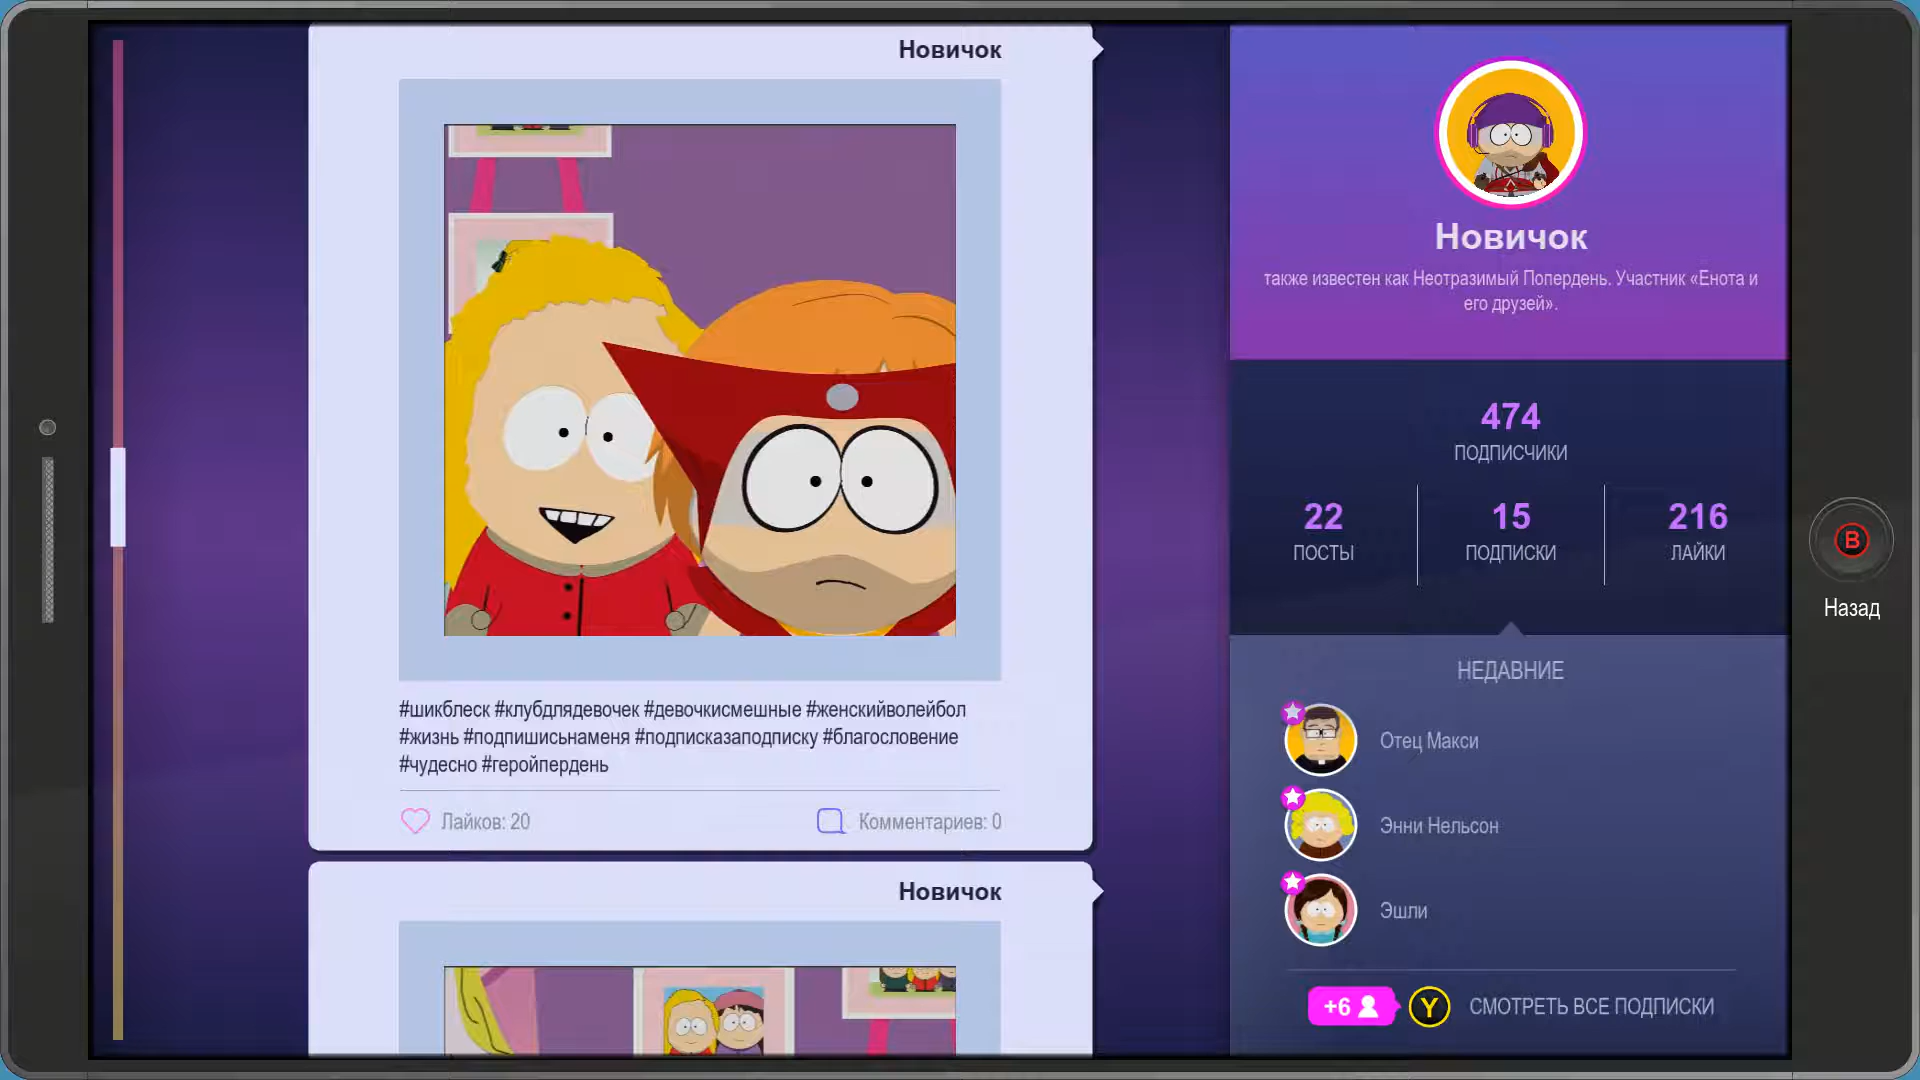 Новичок
#шикблеск #клубдлядевочек #девочкисмешные #женскийволейбол
#жизнь #подпишисьнаменя #подписказаподписку #благословение
#чудесно #геройпердень
Лайков: 20
Комментариев: 0
Новичок
Новичок
также известен как Неотразимый Попердень. Участник «Енота и
его друзей».
474
ПОДПИСЧИКИ
22
ПОСТЫ
15
ПОДПИСКИ
216
ЛАЙКИ
НЕДАВНИЕ
Отец Макси
Энни Нельсон
Эшли
+6
Y
СМОТРЕТЬ ВСЕ ПОДПИСКИ
B
Назад